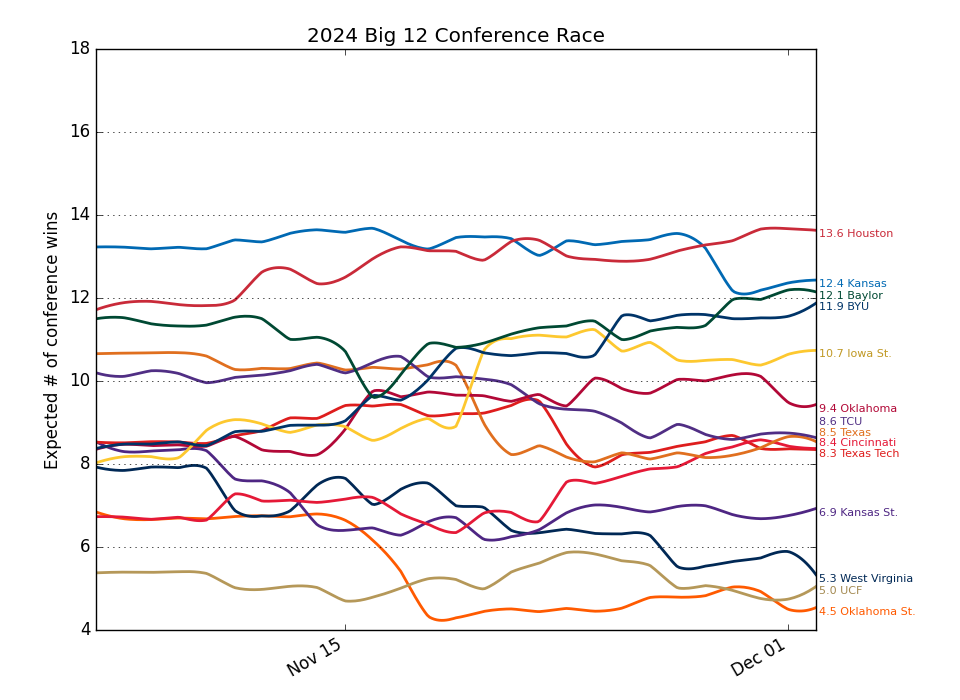 2024 Big 12 Conference Race
Expected # of conference wins
18
16
14
12
10
8
6
4
Nov 15
Dec 01
13.6 Houston
12.4 Kansas
12.1 Baylor
11.9 BYU
10.7 Iowa St.
9.4 Oklahoma
8.6 TCU
8.5 Texas
8.4 Cincinnati
8.3 Texas Tech
6.9 Kansas St.
5.3 West Virginia
5.0 UCF
4.5 Oklahoma St.